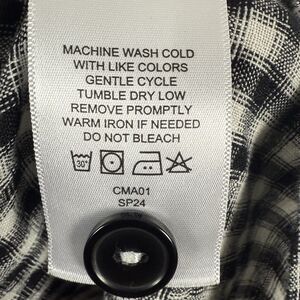 MACHINE WASH COLD
WITH LIKE COLORS
GENTLE CYCLE
TUMBLE DRY LOW
REMOVE PROMPTLY
WARM IRON IF NEEDED
DO NOT BLEACH
30°
CMA01
SP24